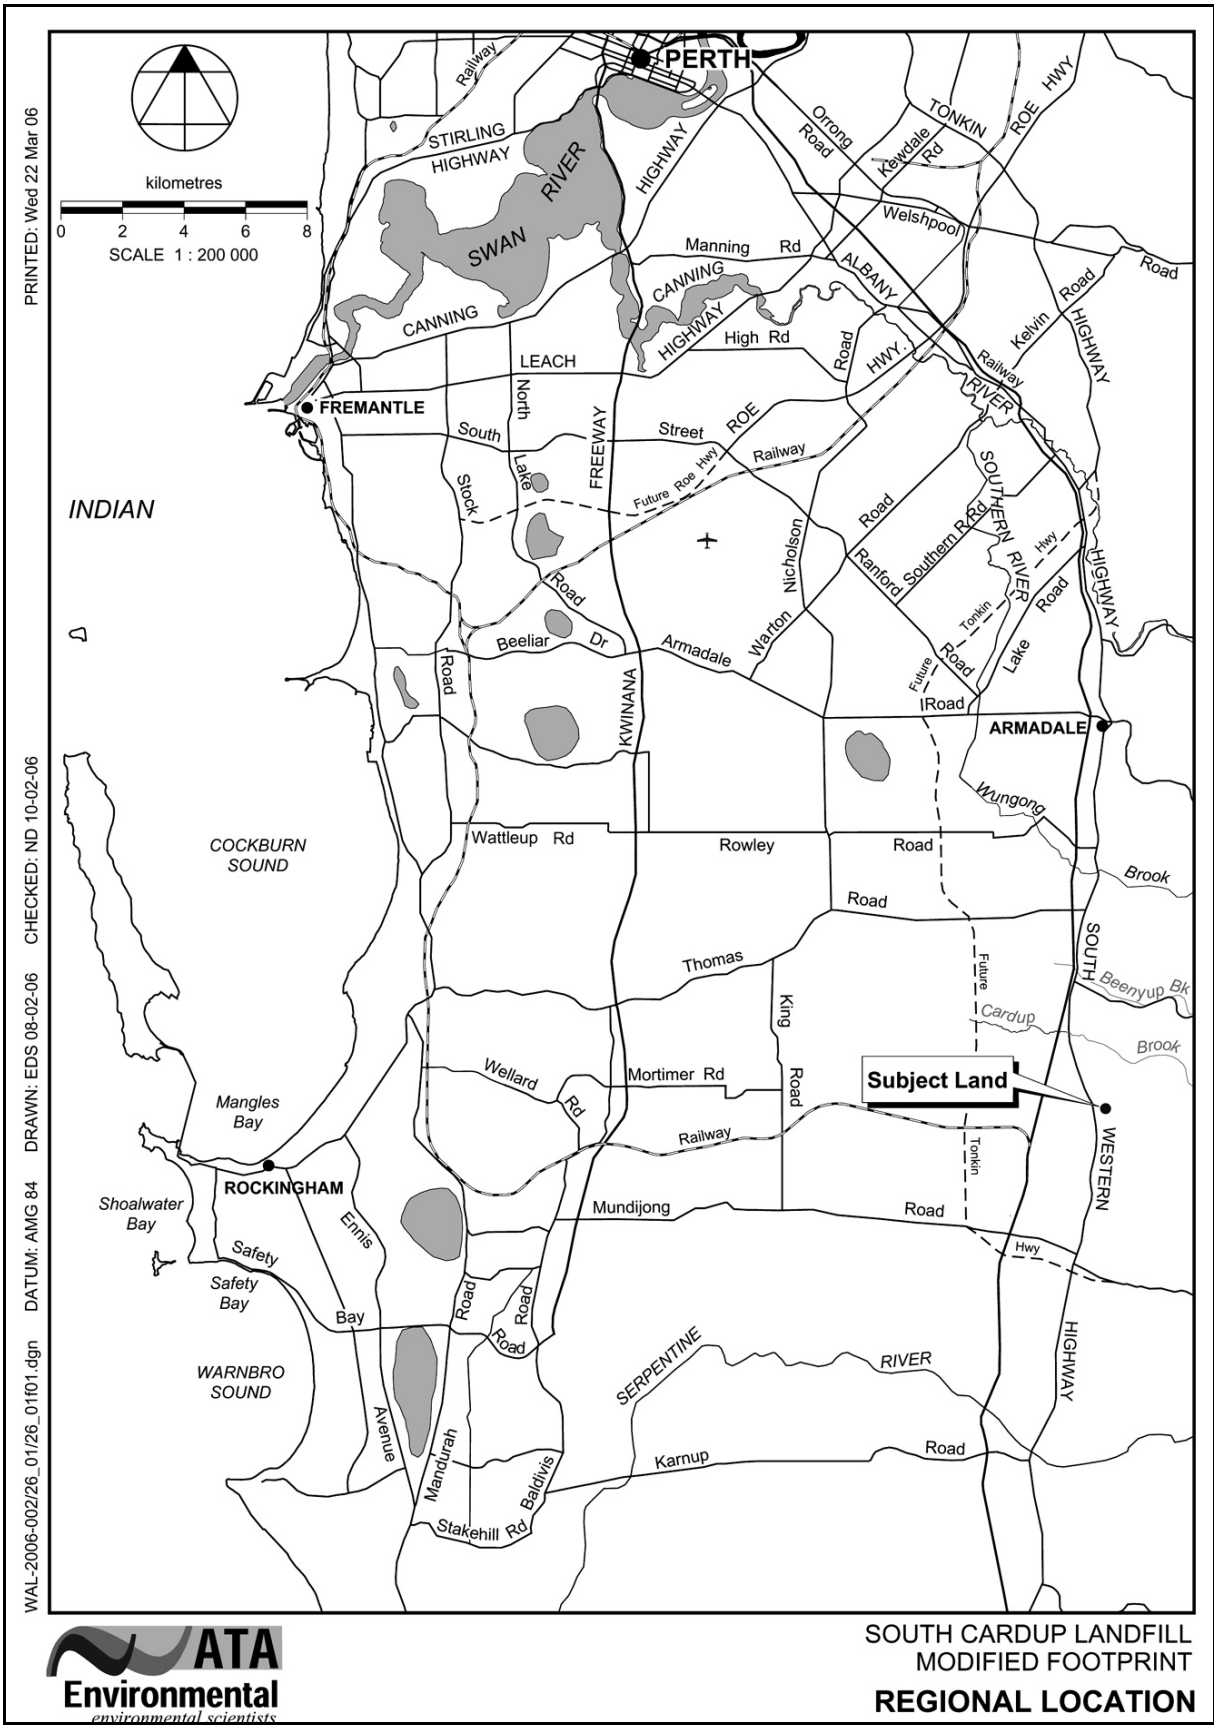 PERTH
Railway
STIRLING
HIGHWAY
kilometres
0 2 4 6 8
SCALE 1 : 200 000
SWAN
RIVER
HIGHWAY
Orrong
Road
Kewdale
Rd
TONKIN
ROE HWY
Welshpool
Road
Manning Rd
ALBANY
CANNING
CANNING
HIGHWAY
High Rd
Road
HWY.
Kelvin
Road
HIGHWAY
Railway
RIVER
LEACH
North
FREMANTLE
South
Street
ROE
FREEWAY
Lake
Stock
Future Roe Hwy
Railway
INDIAN
Nicholson
Road
Ranford
Southern R Rd
SOUTHERN RIVER
Hwy
HIGHWAY
Road
Tonkin
Road
Lake
Beeliar Dr
Armadale
Warton
Road
Future
Road
KWINANA
Road
ARMADALE
Wungong
COCKBURN
SOUND
Wattleup Rd
Rowley
Road
Brook
Road
SOUTH
Thomas
Future
Beenyup Bk
King
Cardup
Brook
Wellard
Rd
Mortimer Rd
Road
Subject Land
Mangles
Bay
Railway
Tonkin
WESTERN
ROCKINGHAM
Shoalwater
Bay
Ennis
Mundijong
Road
Safety
Hwy
Safety
Bay
Road
Road
Bay
Road
HIGHWAY
SERPENTINE
RIVER
WARNBRO
SOUND
Avenue
Mandurah
Baldivis
Karnup
Road
Stakehill Rd
PRINTED: Wed 22 Mar 06
CHECKED: ND 10-02-06
DRAWN: EDS 08-02-06
DATUM: AMG 84
WAL-2006-002/26_01/26_01f01.dgn
ATA
Environmental
environmental scientists
SOUTH CARDUP LANDFILL
MODIFIED FOOTPRINT
REGIONAL LOCATION